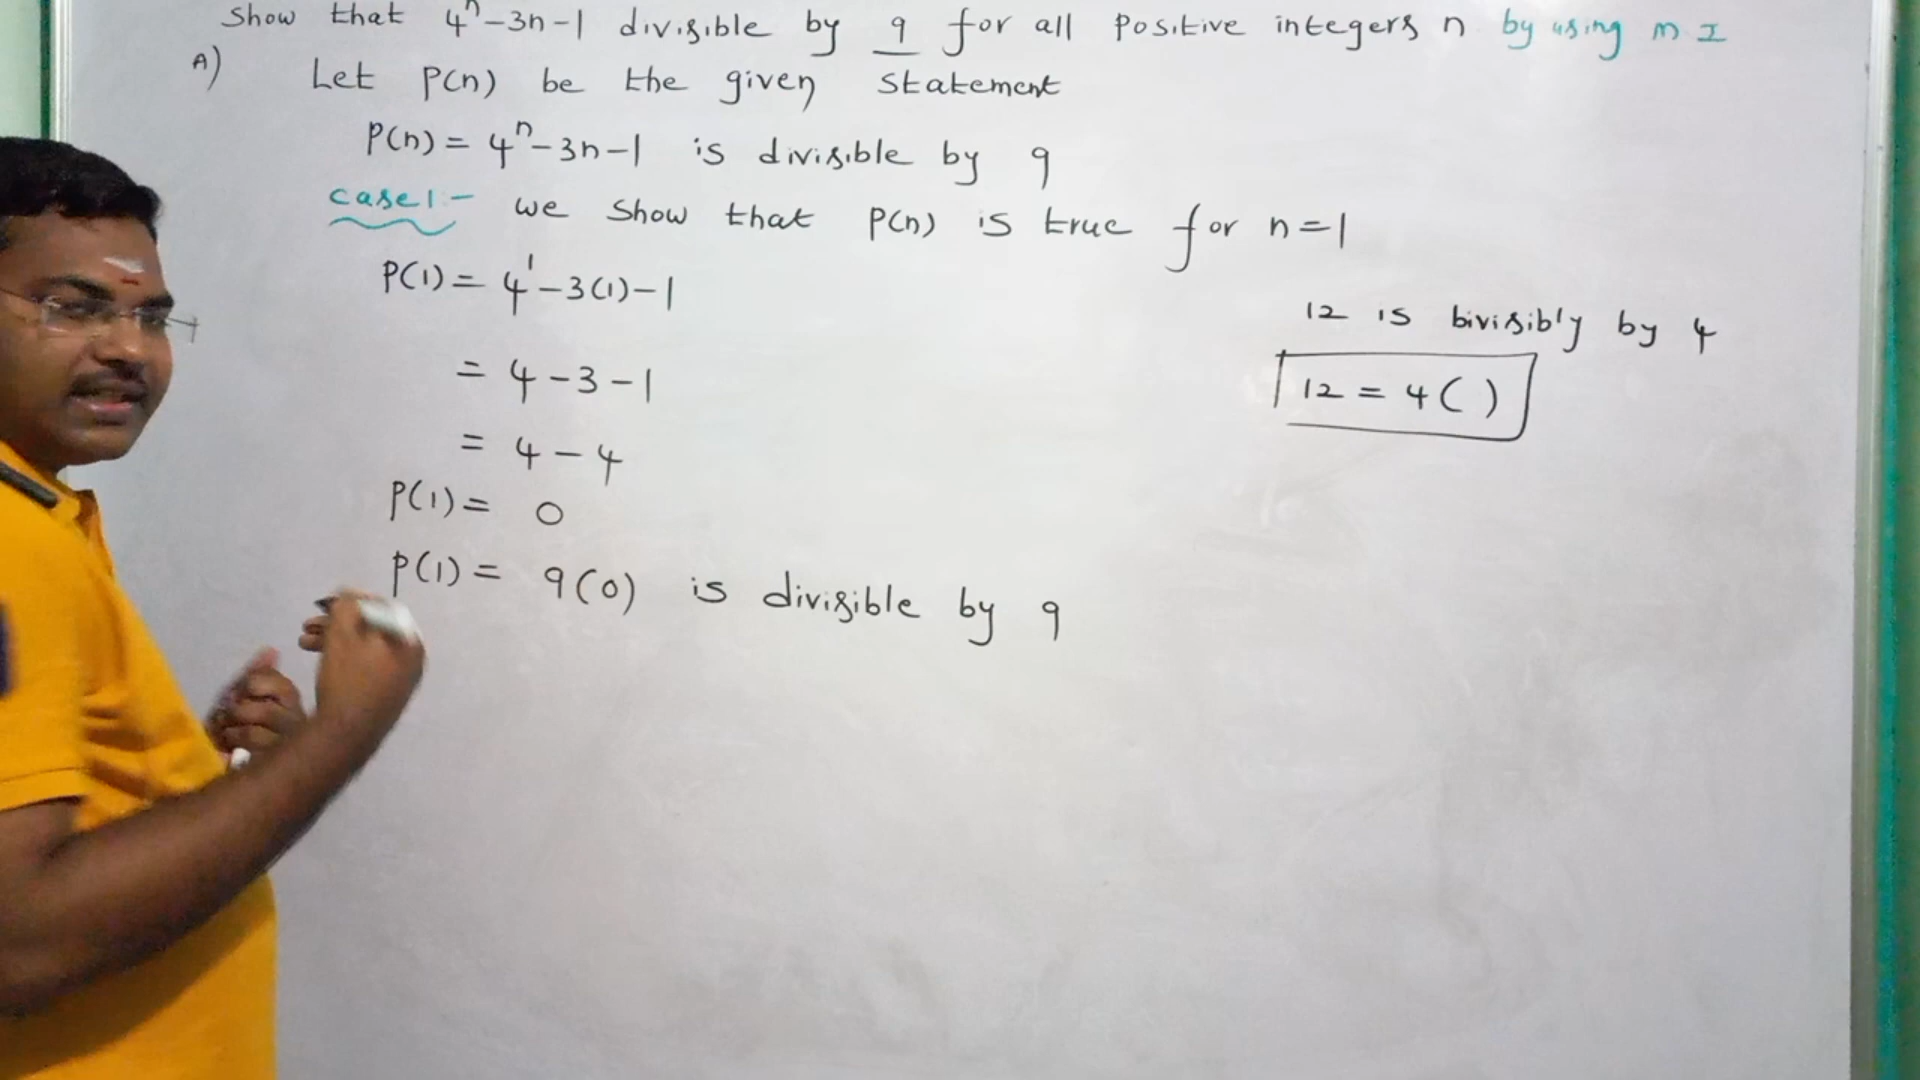 Show that 4ⁿ-3n-1 divisible by 9 for all positive integers n by using m I
A) Let P(n) be the given statement
P(n) = 4ⁿ-3n-1 is divisible by 9
case 1:- we show that P(n) is true for n=1
P(1) = 4¹-3(1)-1
= 4-3-1
= 4-4
P(1) = 0
P(1) = 9(0) is divisible by 9
12 is bivisibly by 4
12 = 4( )